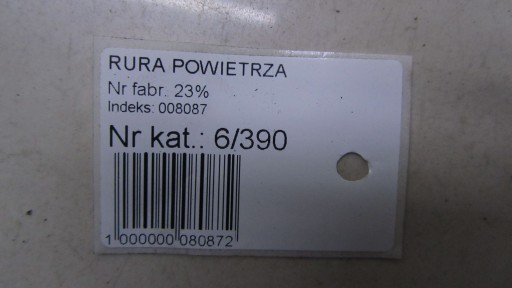 RURA POWIETRZA
Nr fabr. 23%
Indeks: 008087
Nr kat.: 6/390
1 000000 080872